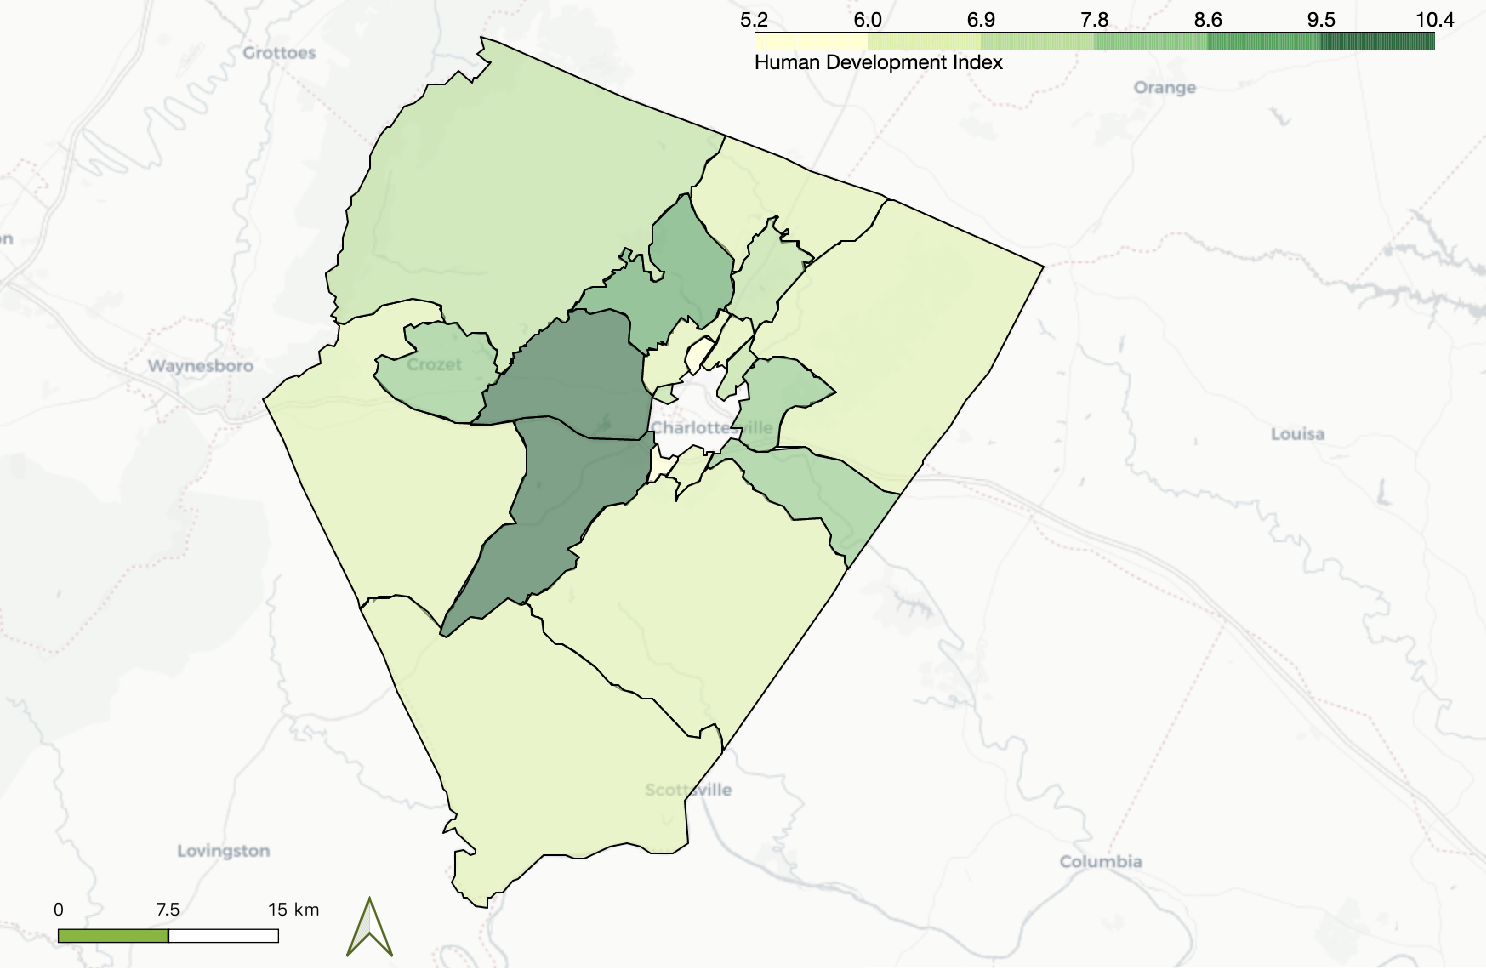 5.2 6.0 6.9 7.8 8.6 9.5 10.4
Human Development Index
Grottoes
Orange
n
Waynesboro
Crozet
Charlottesville
Louisa
Scottsville
Lovingston
Columbia
0 7.5 15 km